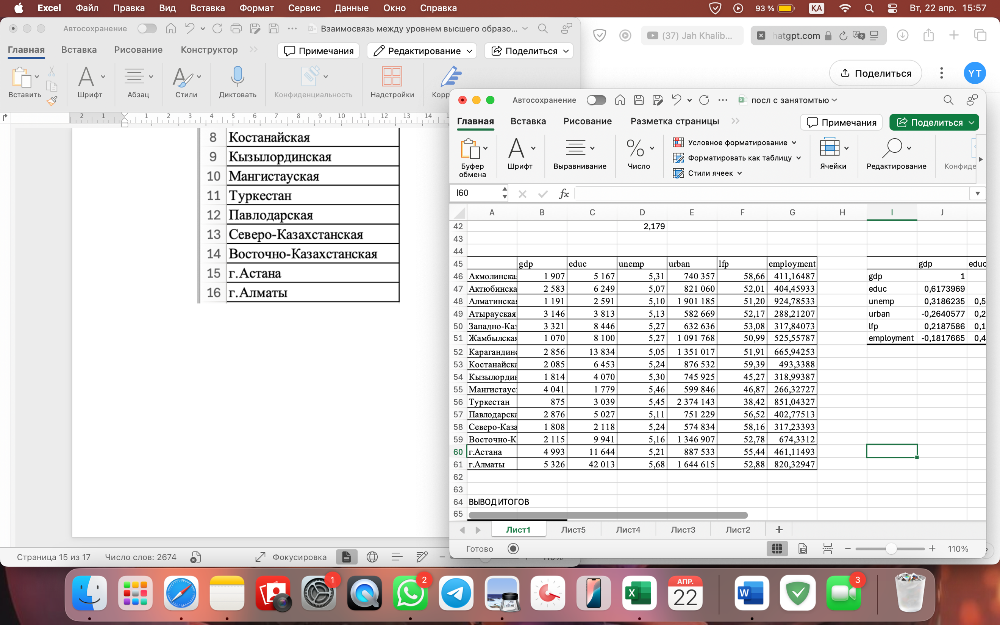 Excel Файл Правка Вид Вставка Формат Сервис Данные Окно Справка 93 % ҚА Вт, 22 апр. 15:57
Автосохранение Взаимосвязь между уровнем высшего образо...
(37) Jah Khalib... hatgpt.com
Главная Вставка Рисование Конструктор Примечания Редактирование Поделиться
Поделиться YT
Вставить Шрифт Абзац Стили Диктовать Конфиденциальность Надстройки Корр
2 1 1 2 3 4 5 6 7 8 9 10 11 12 13 14
8 Костанайская
9 Кызылординская
10 Мангистауская
11 Туркестан
12 Павлодарская
13 Северо-Казахстанская
14 Восточно-Казахстанская
15 г.Астана
16 г.Алматы
Страница 15 из 17 Число слов: 2674 Фокусировка
Автосохранение посл с занятомтью
Главная Вставка Рисование Разметка страницы Примечания Поделиться
Буфер обмена Шрифт Выравнивание Число Условное форматирование Форматировать как таблицу Стили ячеек Ячейки Редактирование Конфиде
I60 fx
A B C D E F G H I J
42 2,179
43
44
45 gdp educ unemp urban lfp employment gdp educ
46 Акмолинска 1 907 5 167 5,31 740 357 58,66 411,16487 gdp 1
47 Актюбинска 2 583 6 249 5,07 821 060 52,01 404,45933 educ 0,6173969
48 Алматинская 1 191 2 591 5,10 1 901 185 51,20 924,78533 unemp 0,3186235 0,5
49 Атырауская 3 146 3 813 5,13 582 669 52,17 288,21207 urban -0,2640577 0,2
50 Западно-Каз 3 321 8 446 5,27 632 636 53,08 317,84073 lfp 0,2187586 0,1
51 Жамбылская 1 070 8 100 5,27 1 091 768 50,99 525,55787 employment -0,1817665 0,4
52 Карагандинс 2 856 13 834 5,05 1 351 017 51,91 665,94253
53 Костанайска 2 085 6 453 5,24 876 532 59,39 493,3388
54 Кызылордин 1 814 4 070 5,30 745 925 45,27 318,99387
55 Мангистаус 4 041 1 779 5,46 599 846 46,87 266,32727
56 Туркестан 875 3 039 5,45 2 374 143 38,42 851,04327
57 Павлодарска 2 876 5 027 5,11 751 229 56,52 402,77513
58 Северо-Каза 1 808 2 118 5,24 574 834 58,16 317,23393
59 Восточно-К 2 115 9 941 5,16 1 346 907 52,78 674,3312
60 г.Астана 4 993 11 644 5,21 887 533 55,44 461,11493
61 г.Алматы 5 326 42 013 5,68 1 644 615 52,88 820,32947
62
63
64 ВЫВОД ИТОГОВ
65
Лист1 Лист5 Лист4 Лист3 Лист2
Готово 110%
1 2 АПР. 22 3